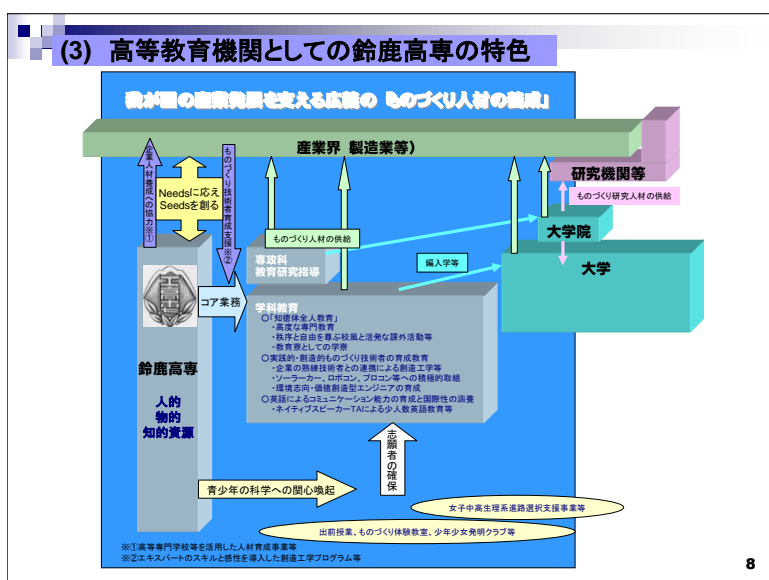 (3) 高等教育機関としての鈴鹿高専の特色
我が国の産業発展を支える広義の「ものづくり人材の養成」
産業界 製造業等)
研究機関等
企業人材養成への協力※①
Needsに応え
Seedsを創る
ものづくり技術者育成支援※②
ものづくり研究人材の供給
大学院
ものづくり人材の供給
専攻科
教育研究指導
編入学等
大学
コア業務
学科教育
○「知徳体全人教育」
・高度な専門教育
・秩序と自由を尊ぶ校風と活発な課外活動等
・教育寮としての学寮
○実践的・創造的ものづくり技術者の育成教育
・企業の熟練技術者との連携による創造工学等
・ソーラーカー、ロボコン、プロコン等への積極的取組
・環境志向・価値創造型エンジニアの育成
○英語によるコミュニケーション能力の育成と国際性の涵養
・ネイティブスピーカーTAによる少人数英語教育等
鈴鹿高専
人的
物的
知的資源
志願者の確保
青少年の科学への関心喚起
女子中高生理系進路選択支援事業等
出前授業、ものづくり体験教室、少年少女発明クラブ等
※①高等専門学校等を活用した人材育成事業等
※②エキスパートのスキルと感性を導入した創造工学プログラム等
8